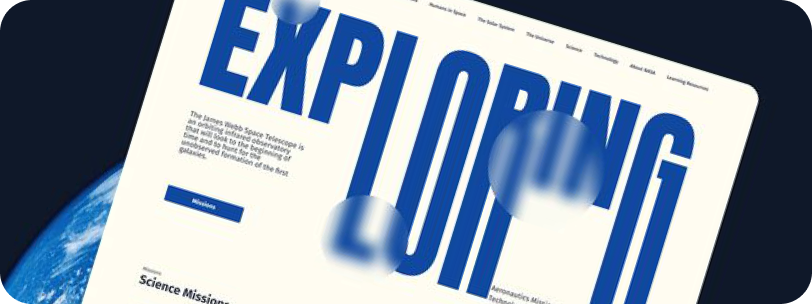 Humans in Space
The Solar System
The Universe
Science
Technology
About NASA
Learning Resources
EXPLORING
The James Webb Space Telescope is
an orbiting infrared observatory
that will look to the beginning of
time and to hunt for the
unobserved formation of the first
galaxies.
Missions
Missions
Science Missions
Aeronautics